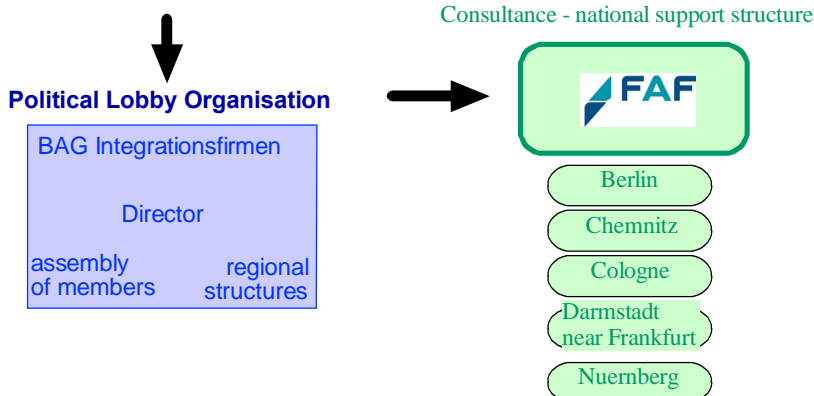 Consultance - national support structure
FAF
Political Lobby Organisation
BAG Integrationsfirmen
Director
assembly
of members
regional
structures
Berlin
Chemnitz
Cologne
Darmstadt
near Frankfurt
Nuernberg